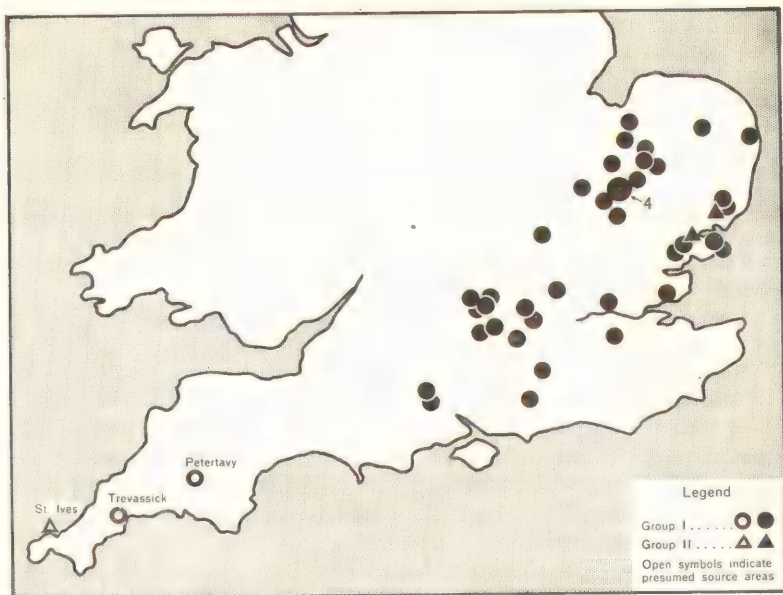 4
Petertavy
St. Ives
Trevassick
Legend
Group I ......
Group II .....
Open symbols indicate
presumed source areas